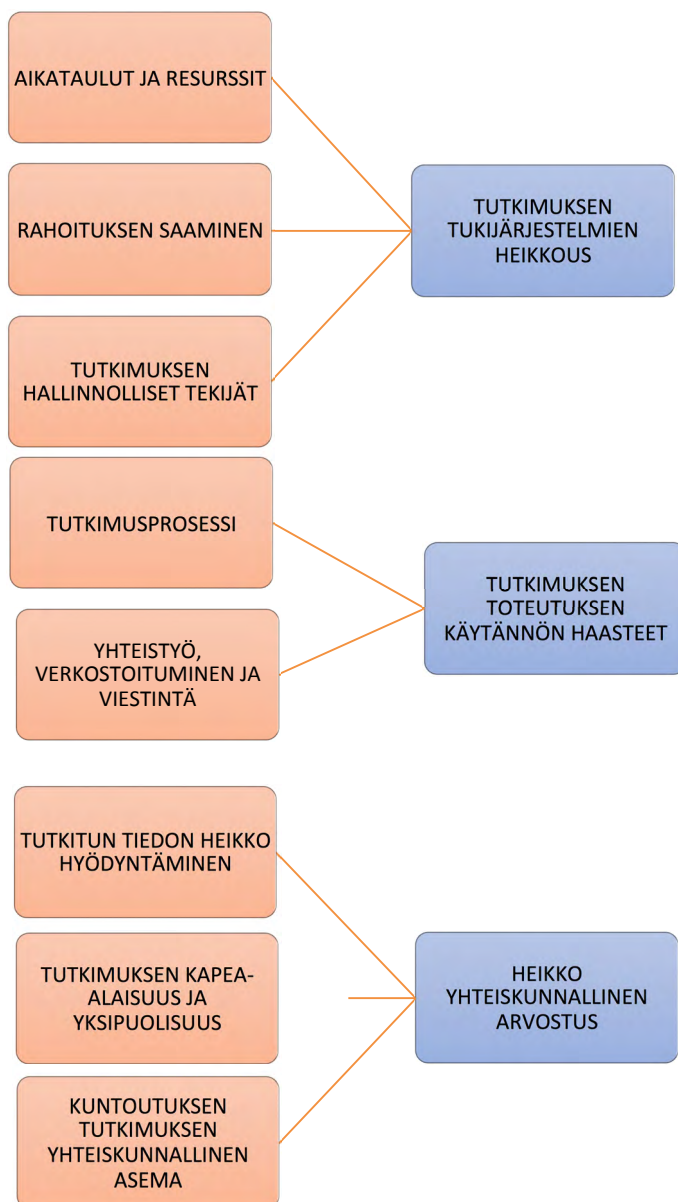 AIKATAULUT JA RESURSSIT
RAHOITUKSEN SAAMINEN
TUTKIMUKSEN
HALLINNOLLISET TEKIJÄT
TUTKIMUKSEN
TUKIJÄRJESTELMIEN
HEIKKOUS
TUTKIMUSPROSESSI
YHTEISTYÖ,
VERKOSTOITUMINEN JA
VIESTINTÄ
TUTKIMUKSEN
TOTEUTUKSEN
KÄYTÄNNÖN HAASTEET
TUTKITUN TIEDON HEIKKO
HYÖDYNTÄMINEN
TUTKIMUKSEN KAPEA-
ALAISUUS JA
YKSIPUOLISUUS
KUNTOUTUKSEN
TUTKIMUKSEN
YHTEISKUNNALLINEN
ASEMA
HEIKKO
YHTEISKUNNALLINEN
ARVOSTUS